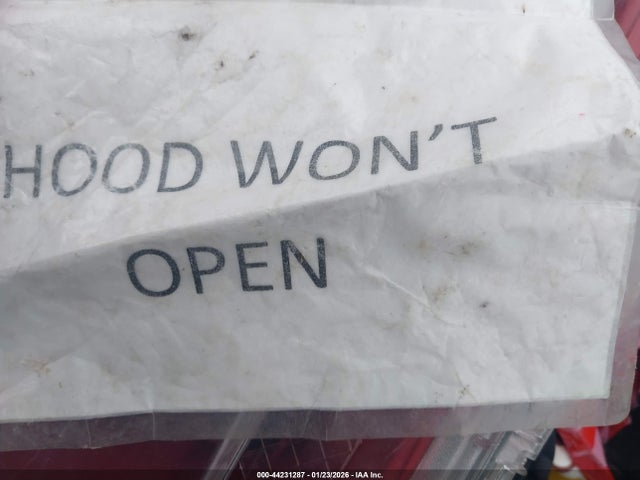 HOOD WON'T
OPEN
000-44231287 - 01/23/2026 - IAA Inc.